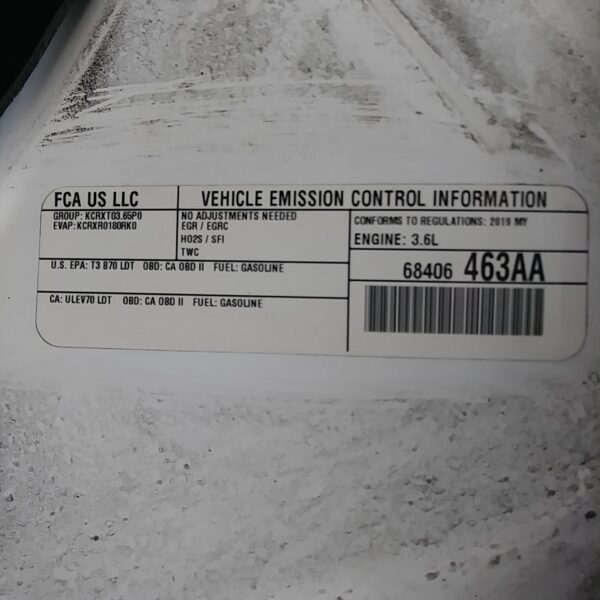 FCA US LLC
VEHICLE EMISSION CONTROL INFORMATION
GROUP: KCRXT03.65P0
EVAP: KCRXR0180RK0
NO ADJUSTMENTS NEEDED
EGR / EGRC
HO2S / SFI
TWC
CONFORMS TO REGULATIONS: 2019 MY
ENGINE: 3.6L
U.S. EPA: T3 B70 LDT OBD: CA OBD II FUEL: GASOLINE
68406 463AA
CA: ULEV70 LDT OBD: CA OBD II FUEL: GASOLINE